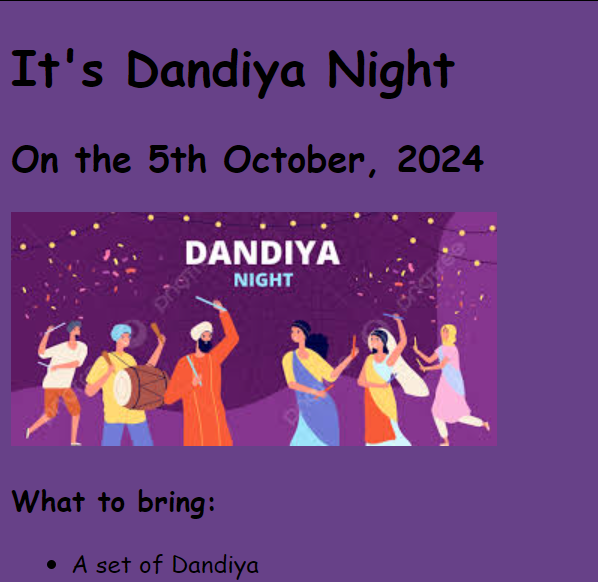 It's Dandiya Night
On the 5th October, 2024
DANDIYA
NIGHT
What to bring:
• A set of Dandiya